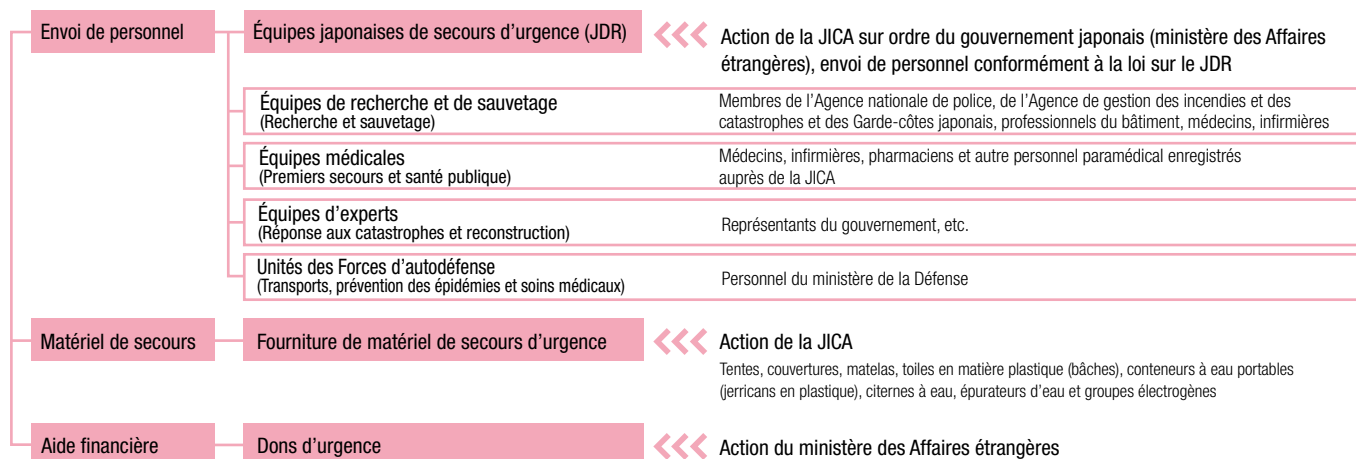 Envoi de personnel
Équipes japonaises de secours d'urgence (JDR)
Action de la JICA sur ordre du gouvernement japonais (ministère des Affaires
étrangères), envoi de personnel conformément à la loi sur le JDR
Équipes de recherche et de sauvetage
(Recherche et sauvetage)
Membres de l'Agence nationale de police, de l'Agence de gestion des incendies et des
catastrophes et des Garde-côtes japonais, professionnels du bâtiment, médecins, infirmières
Équipes médicales
(Premiers secours et santé publique)
Médecins, infirmières, pharmaciens et autre personnel paramédical enregistrés
auprès de la JICA
Équipes d'experts
(Réponse aux catastrophes et reconstruction)
Représentants du gouvernement, etc.
Unités des Forces d'autodéfense
(Transports, prévention des épidémies et soins médicaux)
Personnel du ministère de la Défense
Matériel de secours
Fourniture de matériel de secours d'urgence
Action de la JICA
Tentes, couvertures, matelas, toiles en matière plastique (bâches), conteneurs à eau portables
(jerricans en plastique), citernes à eau, épurateurs d'eau et groupes électrogènes
Aide financière
Dons d'urgence
Action du ministère des Affaires étrangères